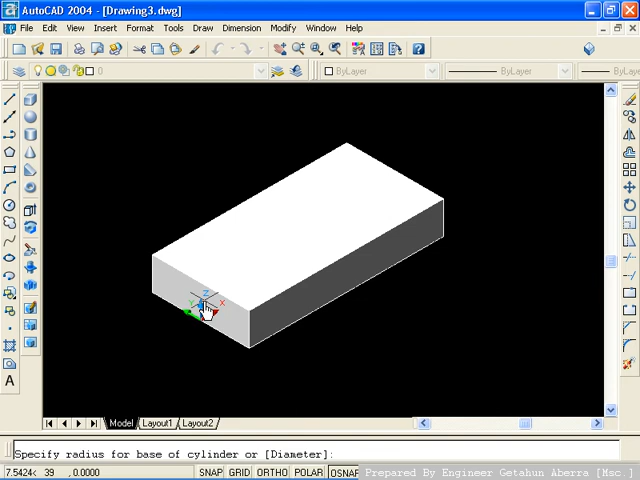 AutoCAD 2004 - [Drawing3.dwg]
File Edit View Insert Format Tools Draw Dimension Modify Window Help
0 ByLayer ByLayer ByLaye
Z
Y X
Model Layout1 Layout2
Specify radius for base of cylinder or [Diameter]:
7.5424< 39 , 0.0000 SNAP GRID ORTHO POLAR OSNA Prepared By Engineer Getahun Aberra [Msc.]
A